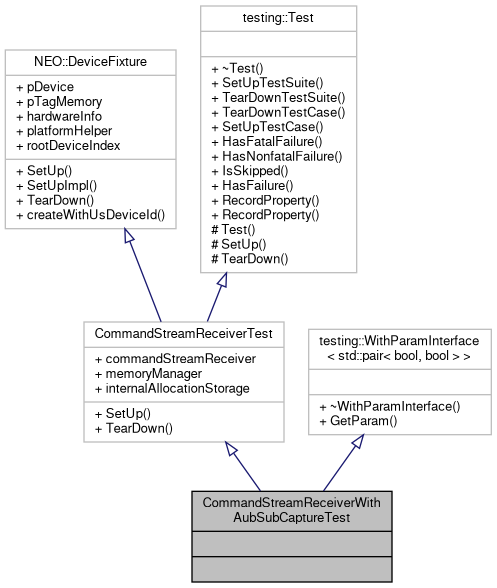 testing::Test
+ ~Test()
+ SetUpTestSuite()
+ TearDownTestSuite()
+ TearDownTestCase()
+ SetUpTestCase()
+ HasFatalFailure()
+ HasNonfatalFailure()
+ IsSkipped()
+ HasFailure()
+ RecordProperty()
+ RecordProperty()
# Test()
# SetUp()
# TearDown()
NEO::DeviceFixture
+ pDevice
+ pTagMemory
+ hardwareInfo
+ platformHelper
+ rootDeviceIndex
+ SetUp()
+ SetUpImpl()
+ TearDown()
+ createWithUsDeviceId()
CommandStreamReceiverTest
+ commandStreamReceiver
+ memoryManager
+ internalAllocationStorage
+ SetUp()
+ TearDown()
testing::WithParamInterface
< std::pair< bool, bool > >
+ ~WithParamInterface()
+ GetParam()
CommandStreamReceiverWith
AubSubCaptureTest